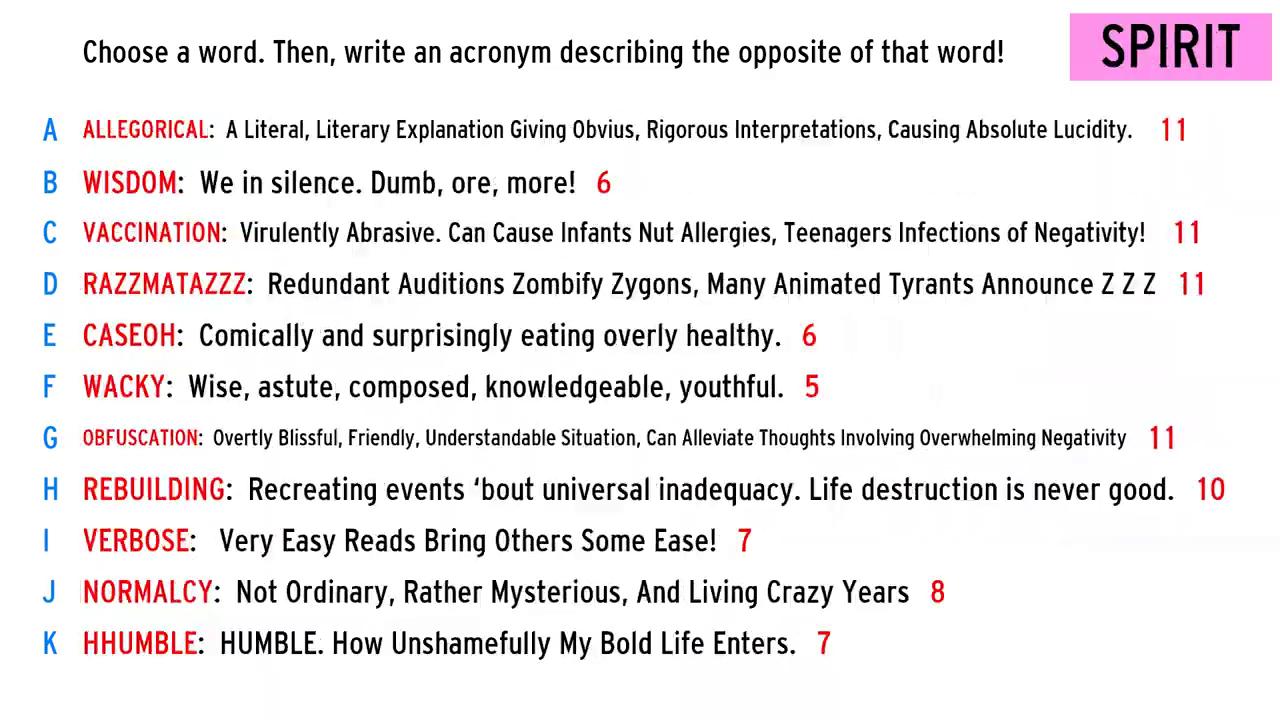 Choose a word. Then, write an acronym describing the opposite of that word!
SPIRIT
A ALLEGORICAL: A Literal, Literary Explanation Giving Obvius, Rigorous Interpretations, Causing Absolute Lucidity. 11
B WISDOM: We in silence. Dumb, ore, more! 6
C VACCINATION: Virulently Abrasive. Can Cause Infants Nut Allergies, Teenagers Infections of Negativity! 11
D RAZZMATAZZZ: Redundant Auditions Zombify Zygons, Many Animated Tyrants Announce Z Z Z 11
E CASEOH: Comically and surprisingly eating overly healthy. 6
F WACKY: Wise, astute, composed, knowledgeable, youthful. 5
G OBFUSCATION: Overtly Blissful, Friendly, Understandable Situation, Can Alleviate Thoughts Involving Overwhelming Negativity 11
H REBUILDING: Recreating events ‘bout universal inadequacy. Life destruction is never good. 10
I VERBOSE: Very Easy Reads Bring Others Some Ease! 7
J NORMALCY: Not Ordinary, Rather Mysterious, And Living Crazy Years 8
K HHUMBLE: HUMBLE. How Unshamefully My Bold Life Enters. 7